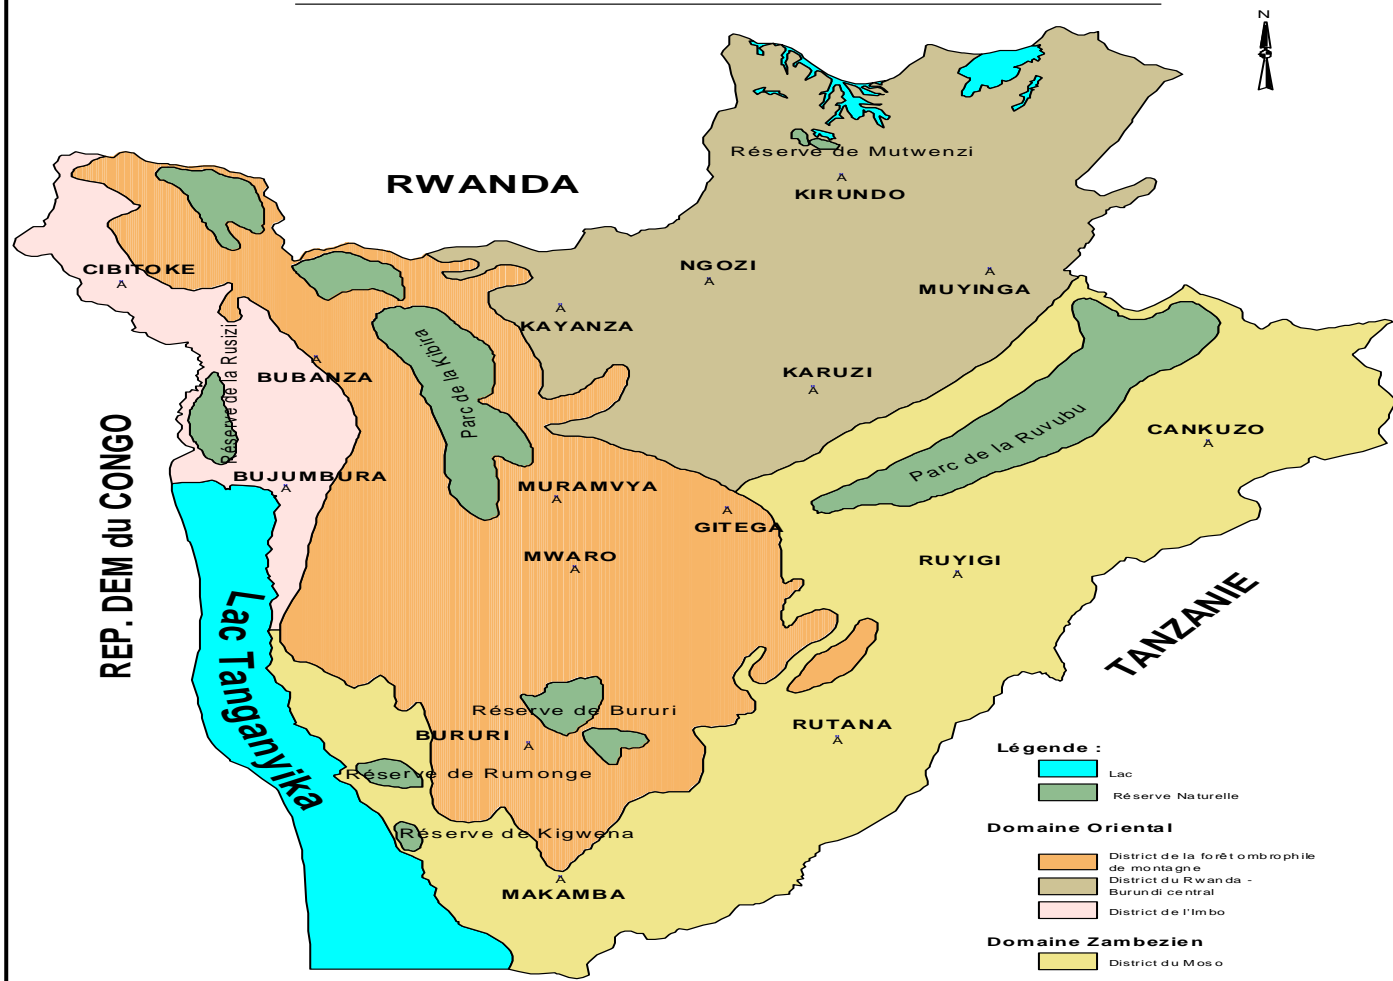 N
RWANDA
Réserve de Mutwenzi
KIRUNDO
CIBITOKE
NGOZI
MUYINGA
KAYANZA
Réserve de la Rusizi
Parc de la Kibira
BUBANZA
KARUZI
Parc de la Ruvubu
CANKUZO
REP. DEM du CONGO
BUJUMBURA
MURAMVYA
GITEGA
MWARO
RUYIGI
Lac Tanganyika
TANZANIE
Réserve de Bururi
BURURI
RUTANA
Réserve de Rumonge
Réserve de Kigwena
MAKAMBA
Légende :
Lac
Réserve Naturelle
Domaine Oriental
District de la forêt ombrophile
de montagne
District du Rwanda -
Burundi central
District de l'Imbo
Domaine Zambezien
District du Moso